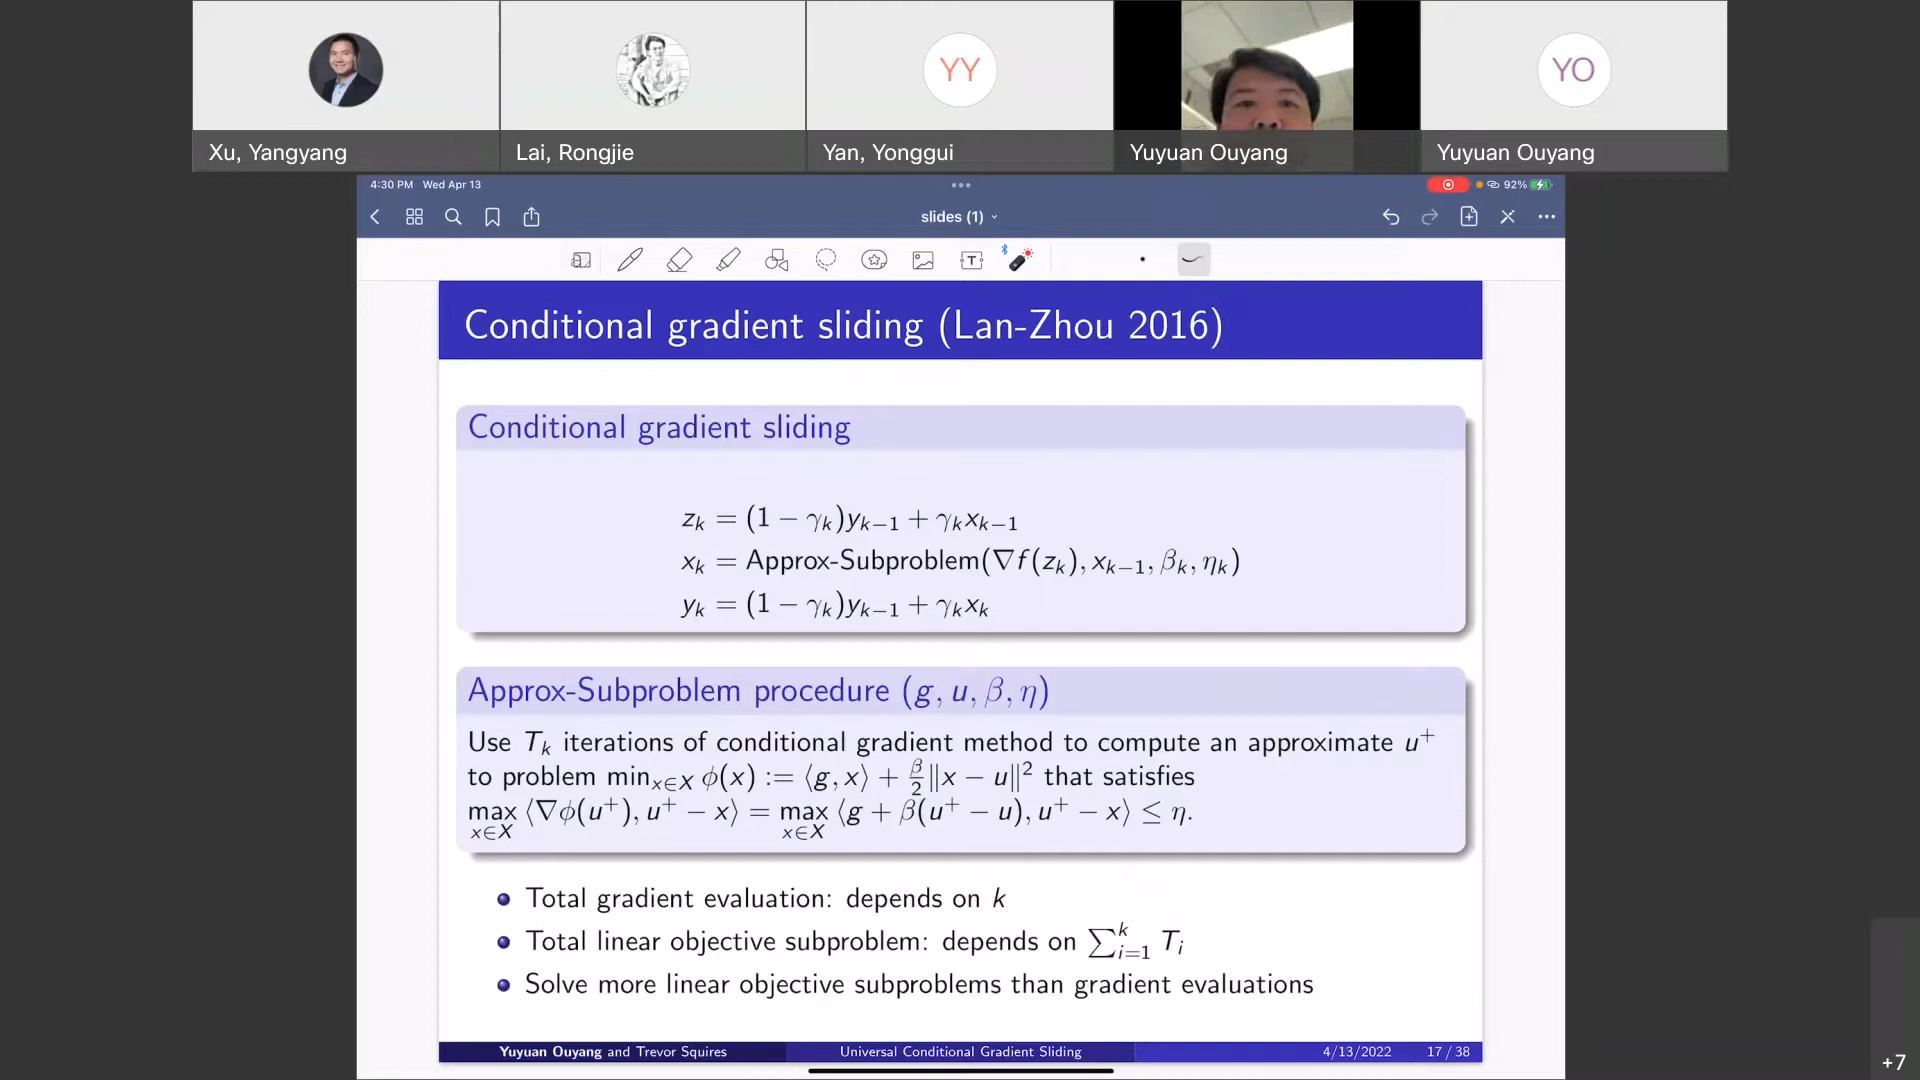 YY
YO
Xu, Yangyang
Lai, Rongjie
Yan, Yonggui
Yuyuan Ouyang
Yuyuan Ouyang
4:30 PM Wed Apr 13
92%
slides (1)
T
Conditional gradient sliding (Lan-Zhou 2016)
Conditional gradient sliding
z_k = (1 − γ_k)y_{k−1} + γ_k x_{k−1}
x_k = Approx-Subproblem(∇f(z_k), x_{k−1}, β_k, η_k)
y_k = (1 − γ_k)y_{k−1} + γ_k x_k
Approx-Subproblem procedure (g, u, β, η)
Use T_k iterations of conditional gradient method to compute an approximate u⁺
to problem min_{x∈X} ϕ(x) := ⟨g, x⟩ + β/2 ‖x − u‖² that satisfies
max_{x∈X} ⟨∇ϕ(u⁺), u⁺ − x⟩ = max_{x∈X} ⟨g + β(u⁺ − u), u⁺ − x⟩ ≤ η.
Total gradient evaluation: depends on k
Total linear objective subproblem: depends on ∑_{i=1}^k T_i
Solve more linear objective subproblems than gradient evaluations
Yuyuan Ouyang and Trevor Squires
Universal Conditional Gradient Sliding
4/13/2022
17 / 38
+7